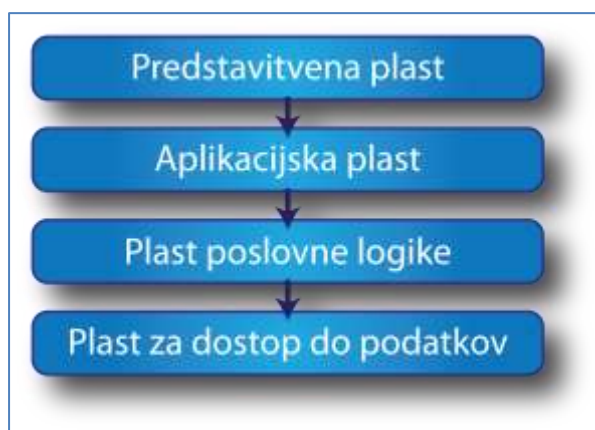 Predstavitvena plast
Aplikacijska plast
Plast poslovne logike
Plast za dostop do podatkov